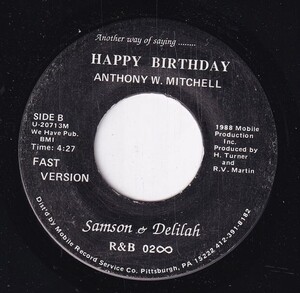 Another way of saying ........
HAPPY BIRTHDAY
ANTHONY W. MITCHELL
SIDE B
U-20713M
We Have Pub.
BMI
Time: 4:27
FAST
VERSION
1988 Mobile
Production
Inc.
Produced by
H. Turner
and
R.V. Martin
Samson & Delilah
R&B 02∞
Dist'd by Mobile Record Service Co. Pittsburgh, PA 15222 412-391-8182